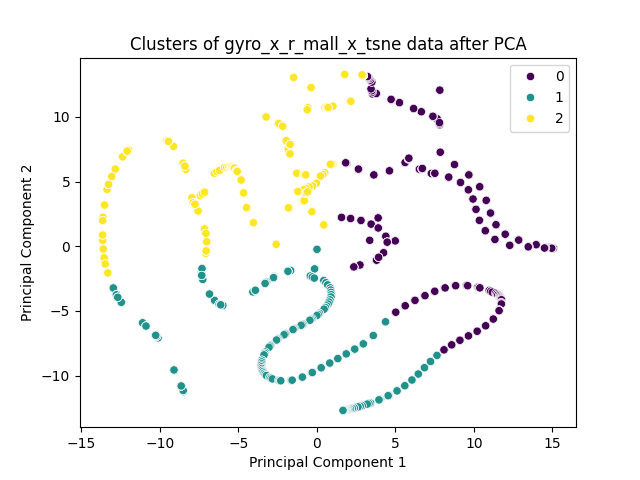 Clusters of gyro_x_r_mall_x_tsne data after PCA
0
1
2
10
5
0
−5
−10
Principal Component 2
−15 −10 −5 0 5 10 15
Principal Component 1